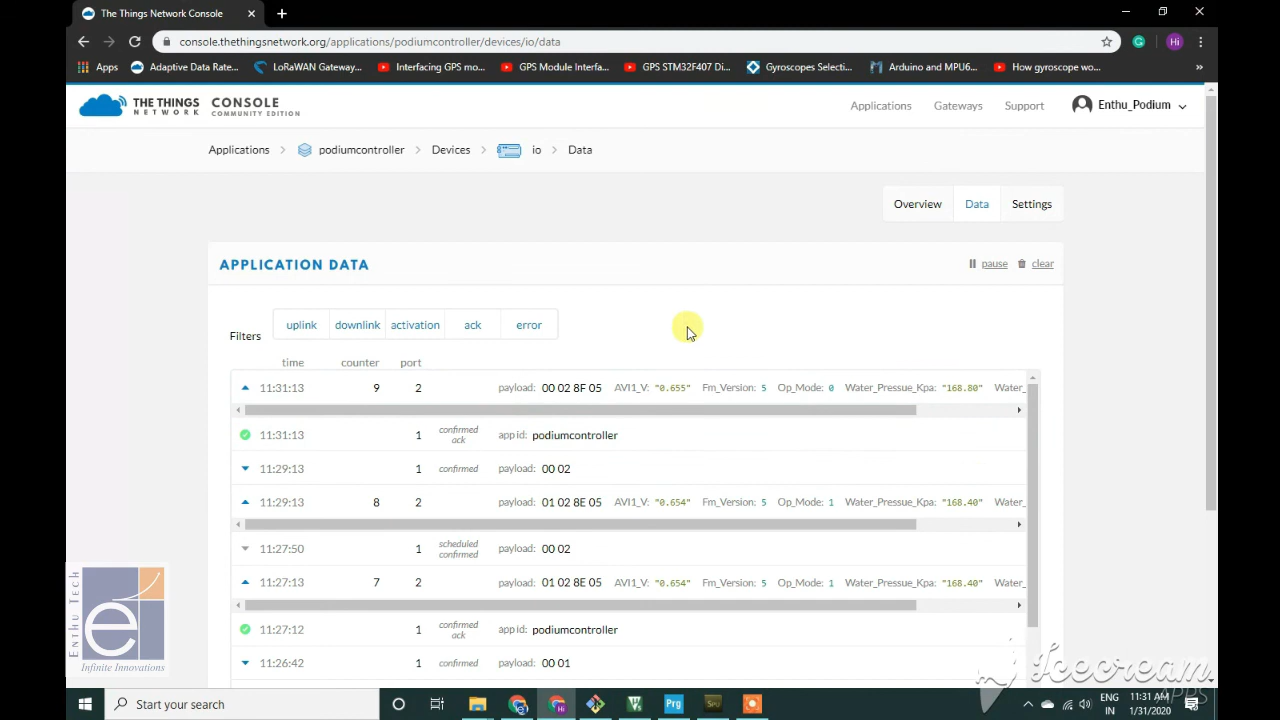 The Things Network Console
console.thethingsnetwork.org/applications/podiumcontroller/devices/io/data
Hi
Apps Adaptive Data Rate... LoRaWAN Gateway... Interfacing GPS mo... GPS Module Interfa... GPS STM32F407 Di... Gyroscopes Selecti... Arduino and MPU6... How gyroscope wo... »
THE THINGS NETWORK CONSOLE COMMUNITY EDITION
Applications Gateways Support Enthu_Podium
Applications > podiumcontroller > Devices > io > Data
Overview Data Settings
APPLICATION DATA
pause clear
Filters uplink downlink activation ack error
time counter port
11:31:13 9 2 payload: 00 02 8F 05 AVI1_V: "0.655" Fm_Version: 5 Op_Mode: 0 Water_Pressue_Kpa: "168.80" Water_
11:31:13 1 confirmed ack app id: podiumcontroller
11:29:13 1 confirmed payload: 00 02
11:29:13 8 2 payload: 01 02 8E 05 AVI1_V: "0.654" Fm_Version: 5 Op_Mode: 1 Water_Pressue_Kpa: "168.40" Water_
11:27:50 1 scheduled confirmed payload: 00 02
11:27:13 7 2 payload: 01 02 8E 05 AVI1_V: "0.654" Fm_Version: 5 Op_Mode: 1 Water_Pressue_Kpa: "168.40" Water_
11:27:12 1 confirmed ack app id: podiumcontroller
11:26:42 1 confirmed payload: 00 01
ENTHU TECH
ei
Infinite Innovations
Icecream
APPS
Start your search
Prg
ENG
IN
11:31 AM
1/31/2020